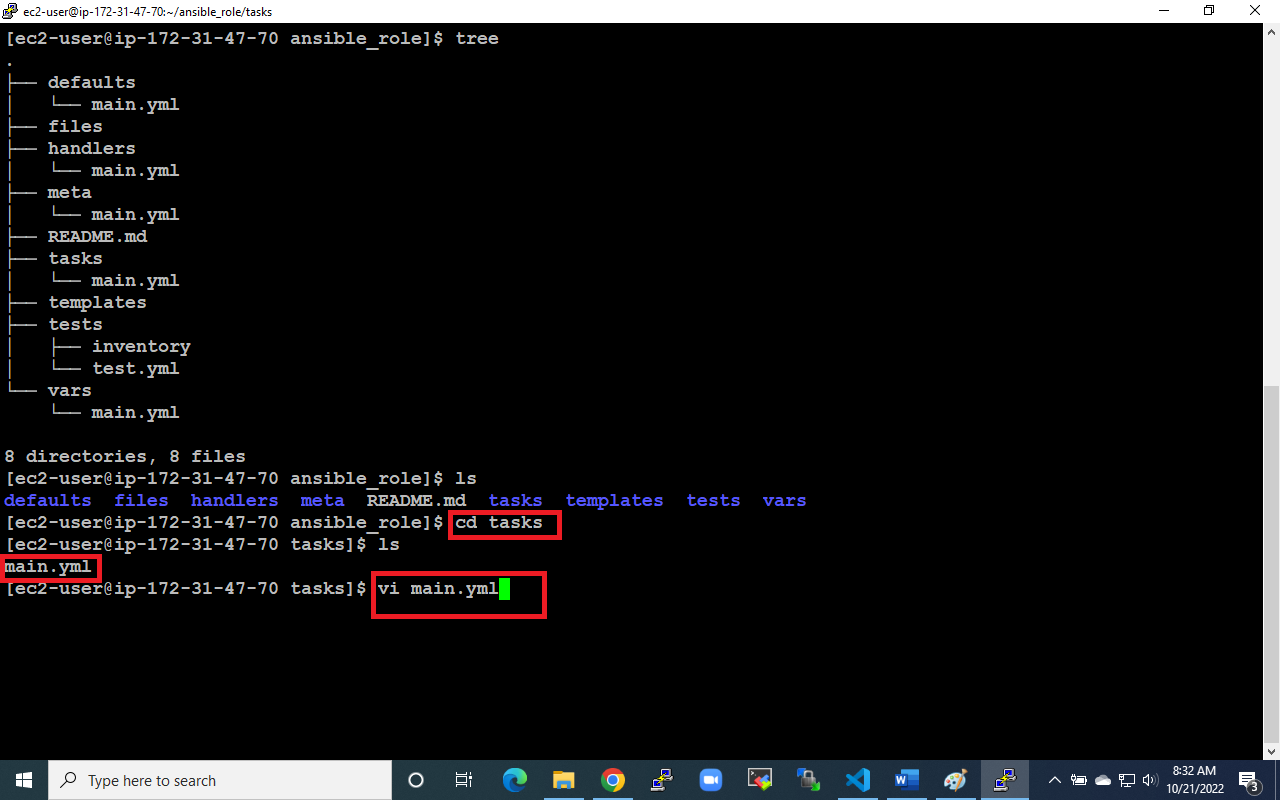 ec2-user@ip-172-31-47-70:~/ansible_role/tasks
[ec2-user@ip-172-31-47-70 ansible_role]$ tree
.
├── defaults
│   └── main.yml
├── files
├── handlers
│   └── main.yml
├── meta
│   └── main.yml
├── README.md
├── tasks
│   └── main.yml
├── templates
├── tests
│   ├── inventory
│   └── test.yml
└── vars
    └── main.yml
8 directories, 8 files
[ec2-user@ip-172-31-47-70 ansible_role]$ ls
defaults  files  handlers  meta  README.md  tasks  templates  tests  vars
[ec2-user@ip-172-31-47-70 ansible_role]$ cd tasks
[ec2-user@ip-172-31-47-70 tasks]$ ls
main.yml
[ec2-user@ip-172-31-47-70 tasks]$ vi main.yml
Type here to search
8:32 AM
10/21/2022
3